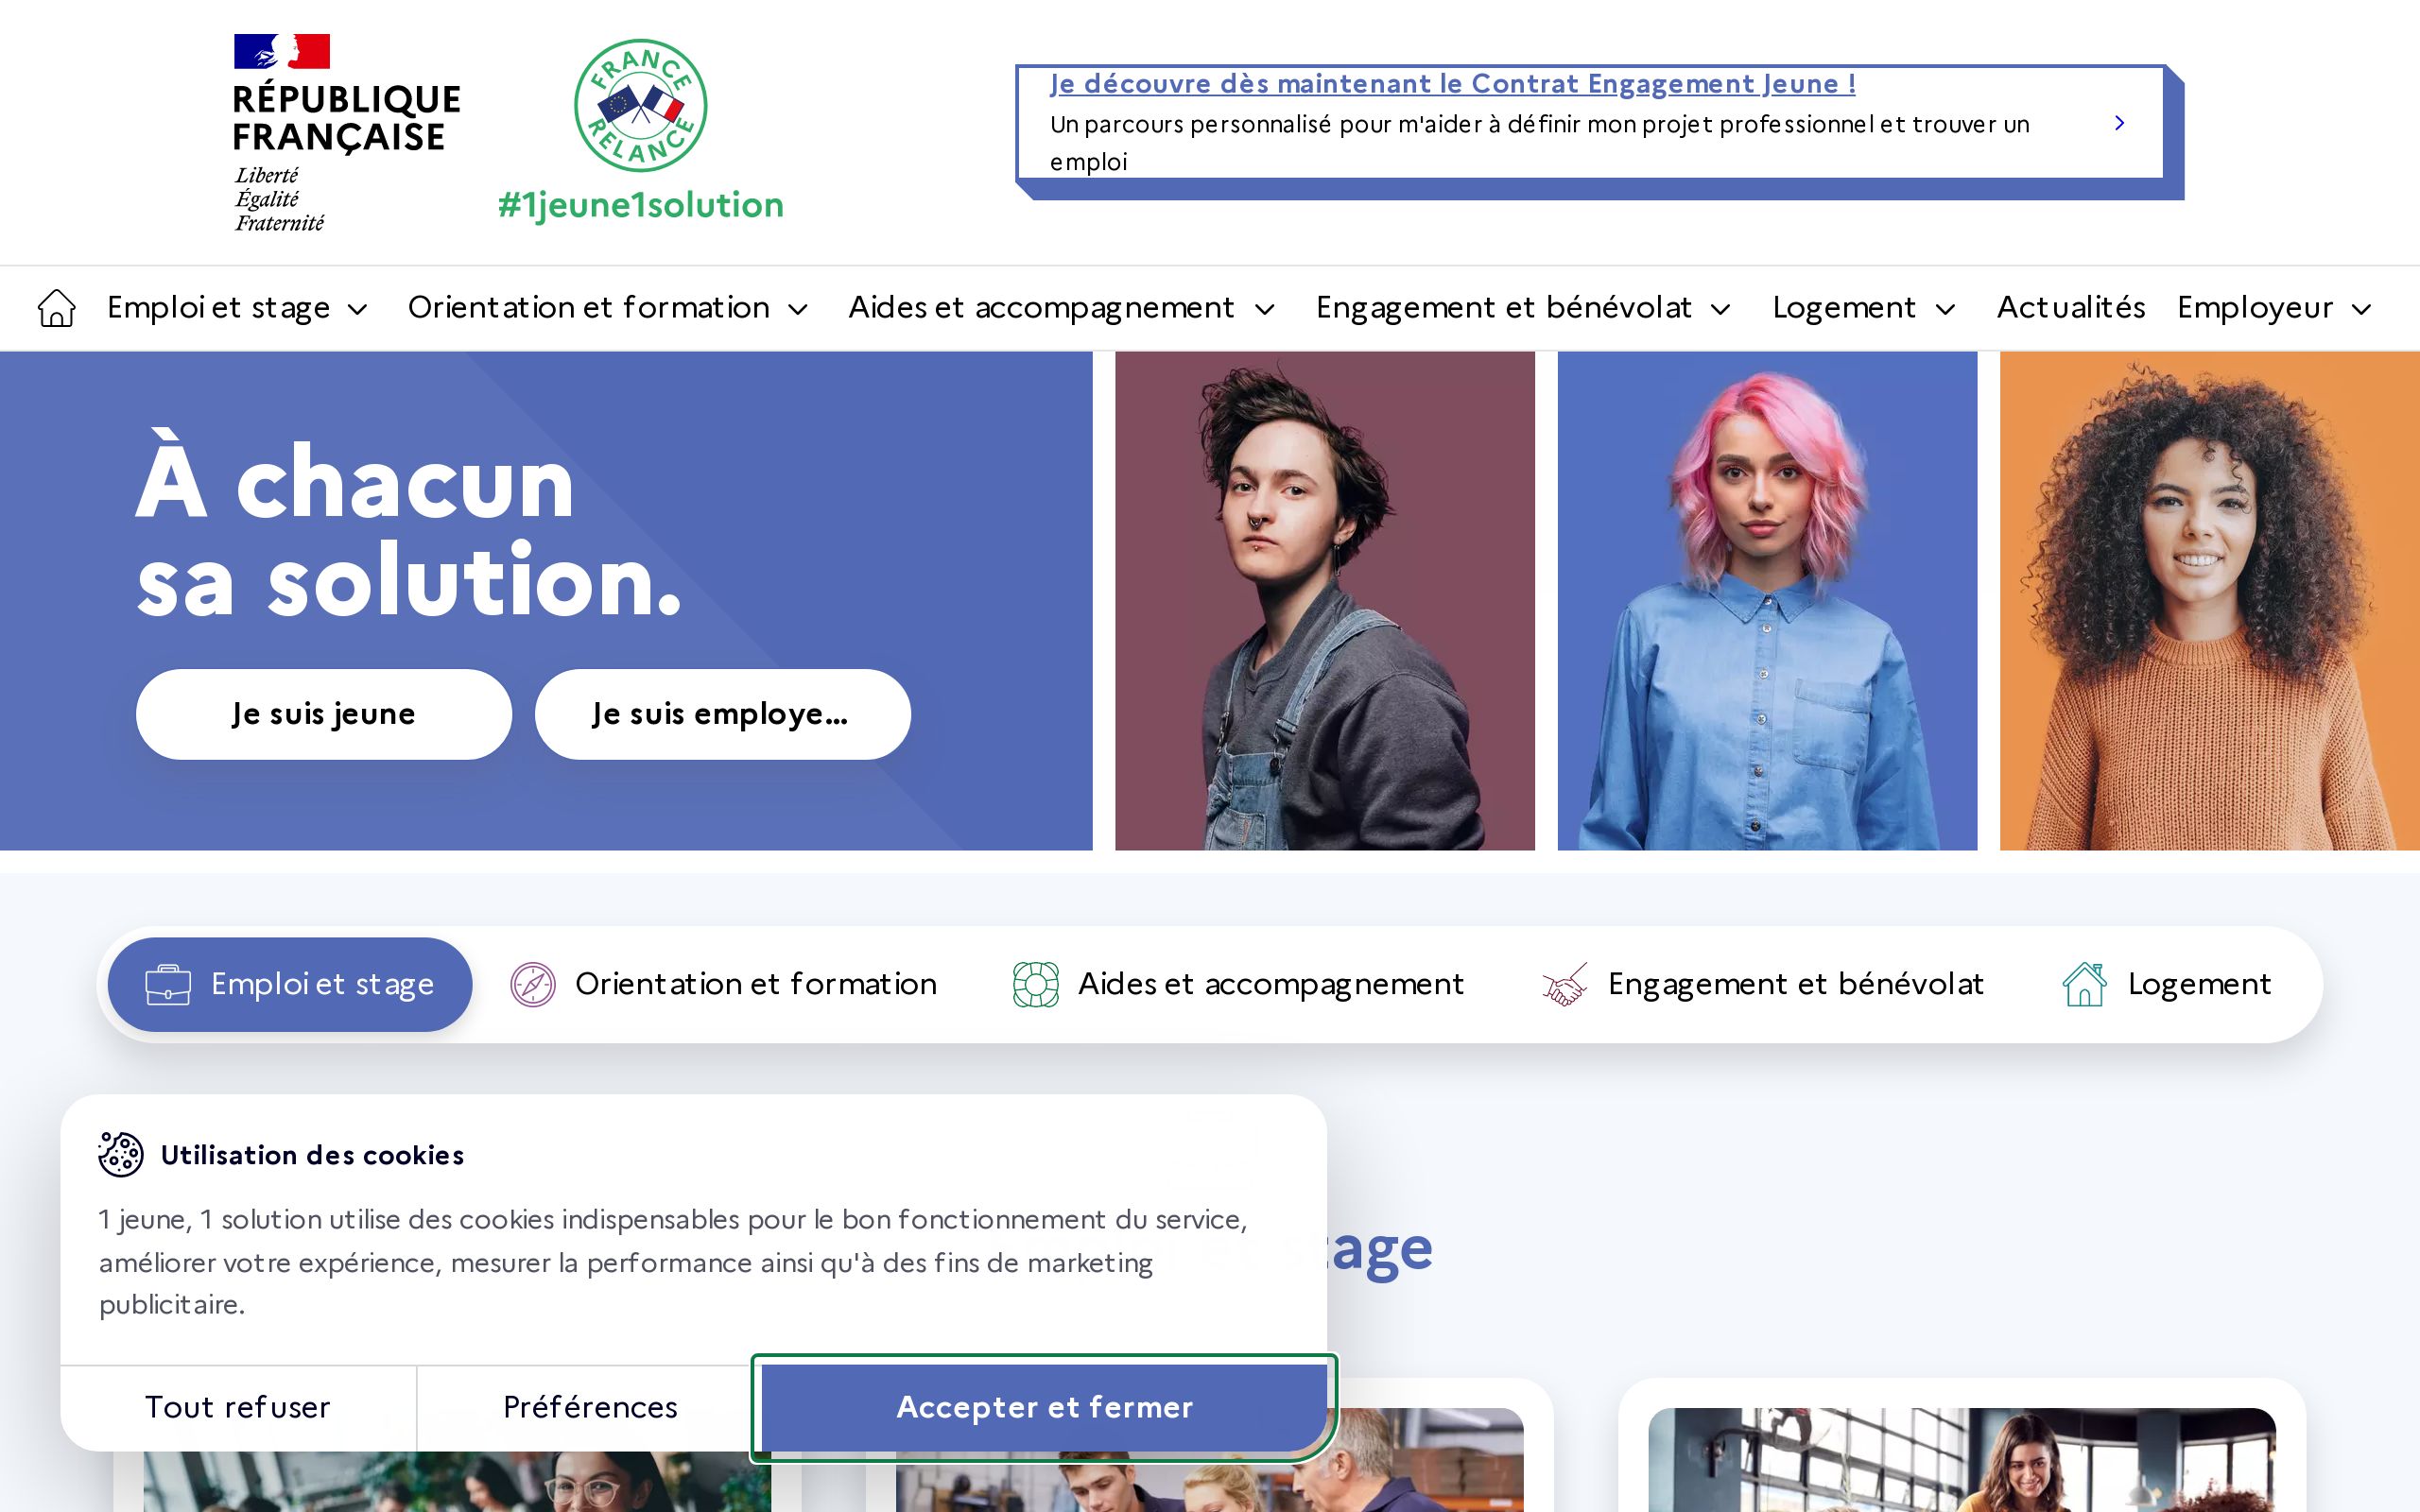 RÉPUBLIQUE
FRANÇAISE
Liberté
Égalité
Fraternité
FRANCE
RELANCE
#1jeune1solution
Je découvre dès maintenant le Contrat Engagement Jeune !
Un parcours personnalisé pour m'aider à définir mon projet professionnel et trouver un
emploi
Emploi et stage
Orientation et formation
Aides et accompagnement
Engagement et bénévolat
Logement
Actualités
Employeur
À chacun
sa solution.
Je suis jeune
Je suis employe...
Emploi et stage
Orientation et formation
Aides et accompagnement
Engagement et bénévolat
Logement
Utilisation des cookies
1 jeune, 1 solution utilise des cookies indispensables pour le bon fonctionnement du service,
améliorer votre expérience, mesurer la performance ainsi qu'à des fins de marketing
publicitaire.
tage
Tout refuser
Préférences
Accepter et fermer